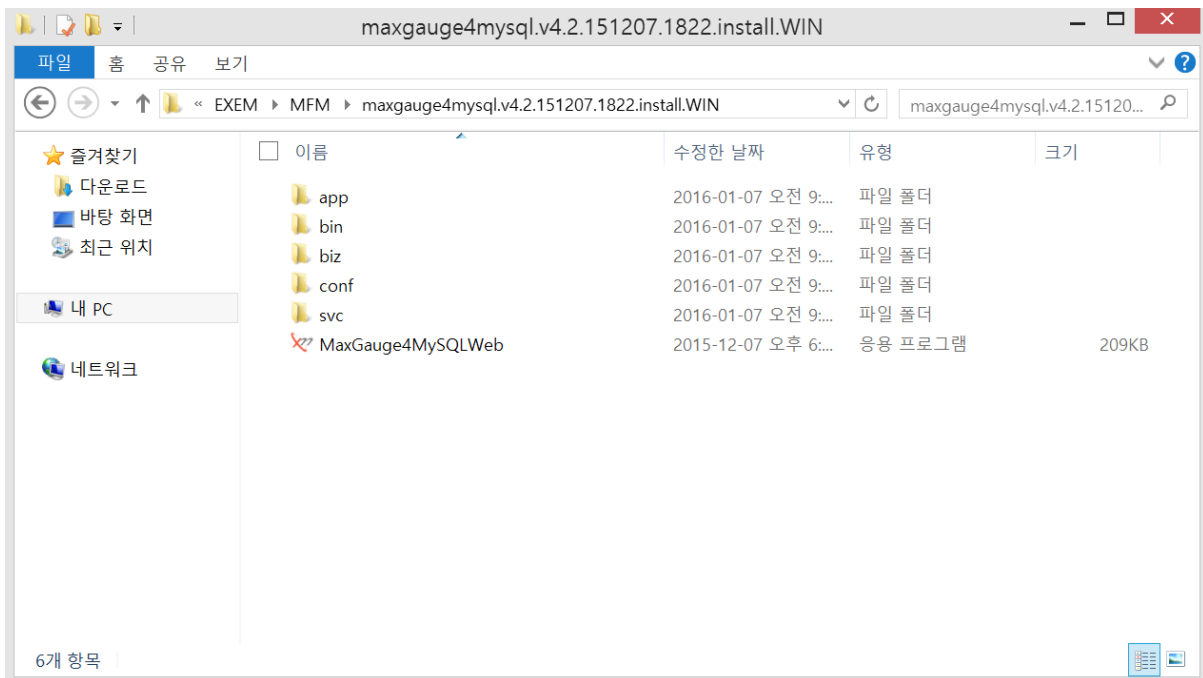 maxgauge4mysql.v4.2.151207.1822.install.WIN
파일 홈 공유 보기
« EXEM MFM maxgauge4mysql.v4.2.151207.1822.install.WIN maxgauge4mysql.v4.2.15120...
즐겨찾기
다운로드
바탕 화면
최근 위치
내 PC
네트워크
이름 수정한 날짜 유형 크기
app 2016-01-07 오전 9:... 파일 폴더
bin 2016-01-07 오전 9:... 파일 폴더
biz 2016-01-07 오전 9:... 파일 폴더
conf 2016-01-07 오전 9:... 파일 폴더
svc 2016-01-07 오전 9:... 파일 폴더
MaxGauge4MySQLWeb 2015-12-07 오후 6:... 응용 프로그램 209KB
6개 항목